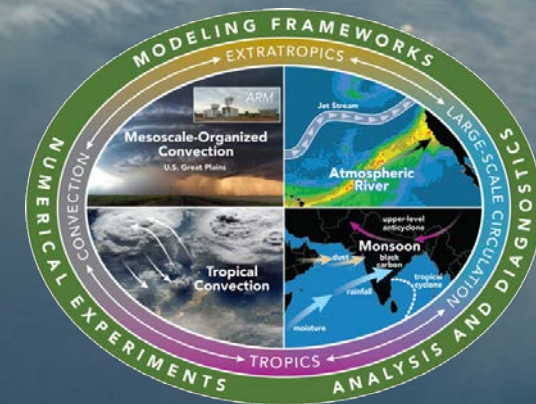 MODELING FRAMEWORKS
EXTRATROPICS
ARM
Mesoscale-Organized
Convection
U.S. Great Plains
Jet Stream
Atmospheric
River
CONVECTION
LARGE-SCALE CIRCULATION
NUMERICAL EXPERIMENTS
ANALYSIS AND DIAGNOSTICS
Tropical
Convection
upper-level
anticyclone
Monsoon
dust
black
carbon
rainfall
tropical
cyclone
moisture
TROPICS